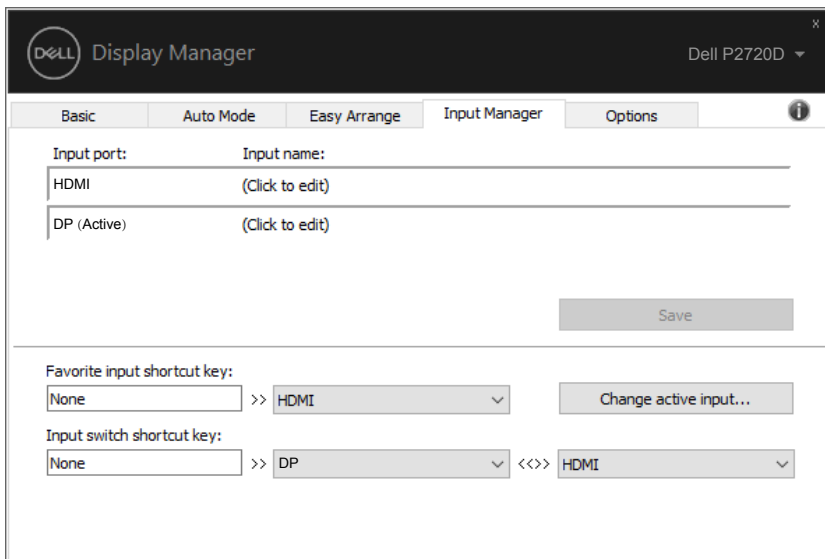 x
DELL Display Manager Dell P2720D
Basic Auto Mode Easy Arrange Input Manager Options i
Input port: Input name:
HDMI (Click to edit)
DP (Active) (Click to edit)
Save
Favorite input shortcut key:
None >> HDMI Change active input...
Input switch shortcut key:
None >> DP <<>> HDMI